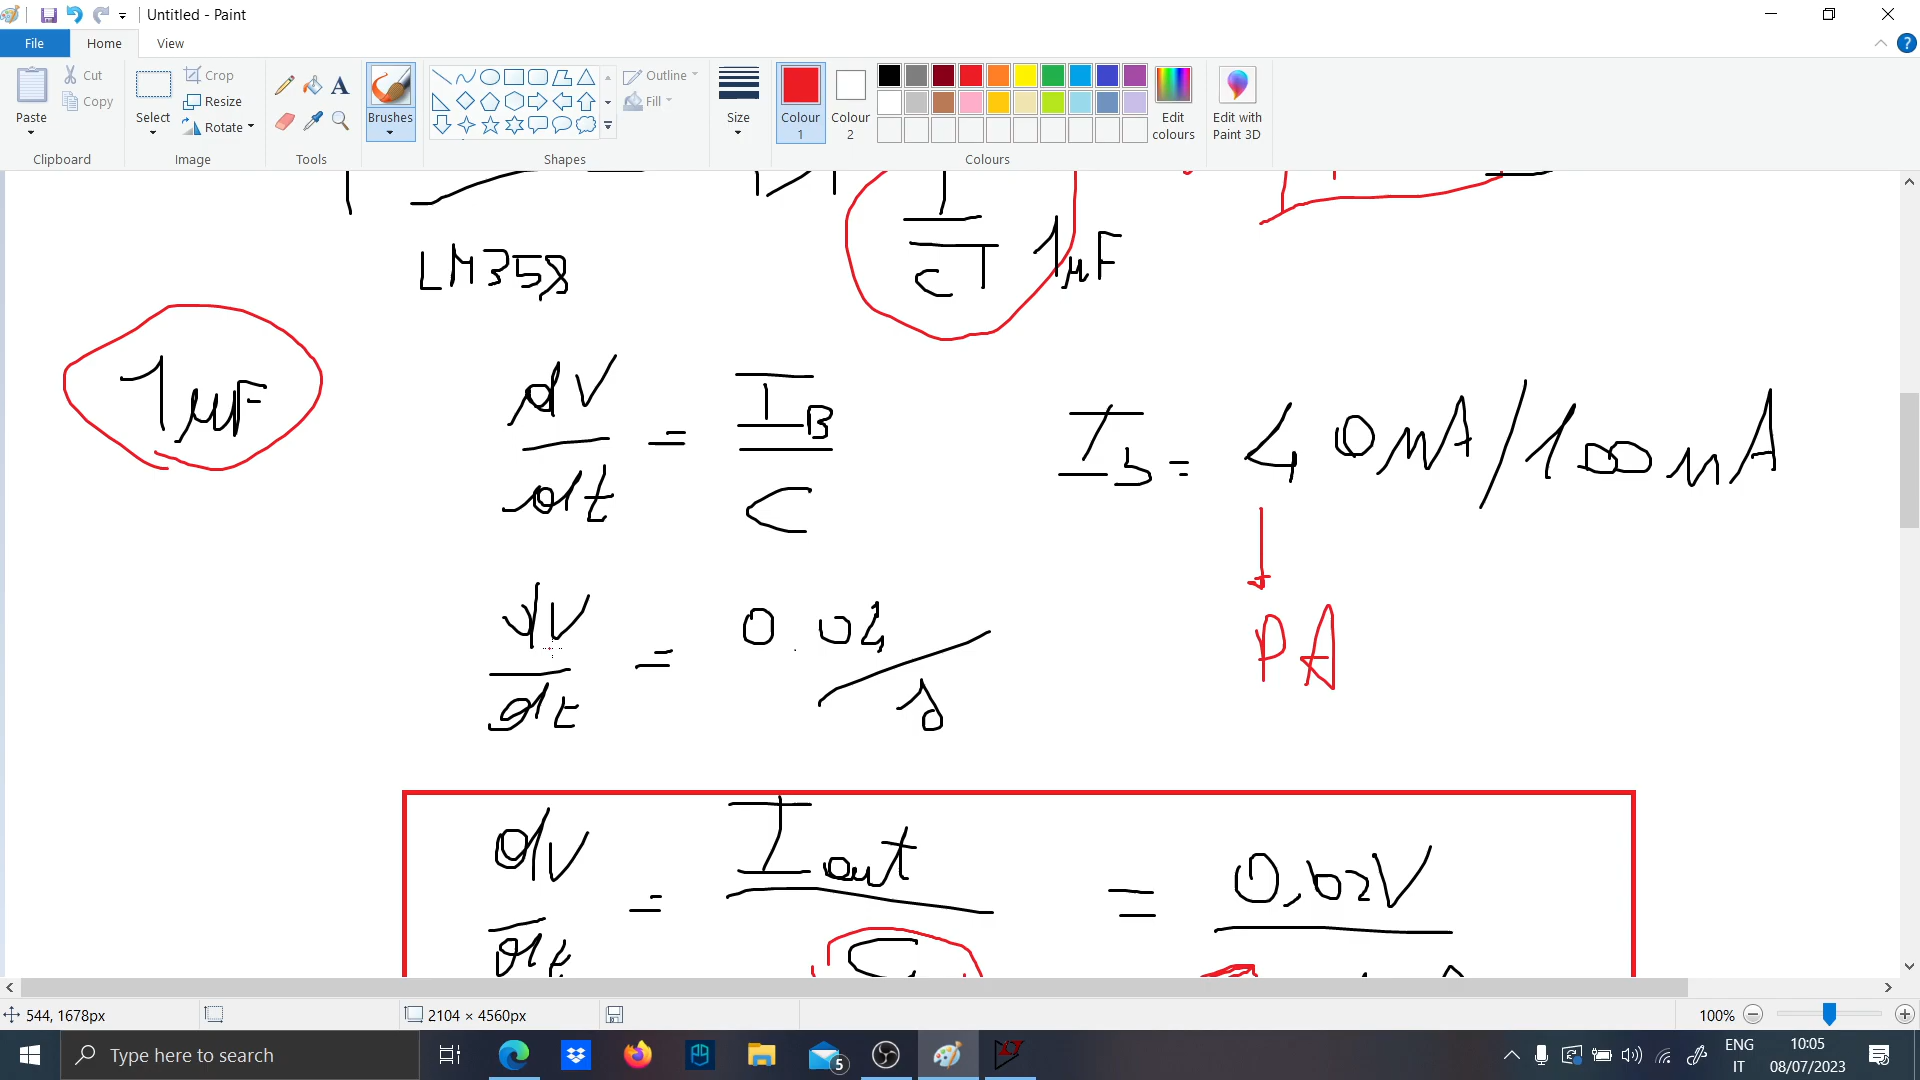 Untitled - Paint
File Home View
Paste
Cut
Copy
Clipboard
Select
Crop
Resize
Rotate
Image
Tools
Brushes
Shapes
Outline
Fill
Size
Colour 1
Colour 2
Edit colours
Edit with Paint 3D
Colours
LM358
CT 1µF
1µF
dV/dt = IB/C
Ib = 40nA/100nA
PA
dV/dt = 0.04/s
dV/dt = Iout/C = 0,02V
544, 1678px
2104 × 4560px
100%
Type here to search
5
ENG
IT
10:05
08/07/2023